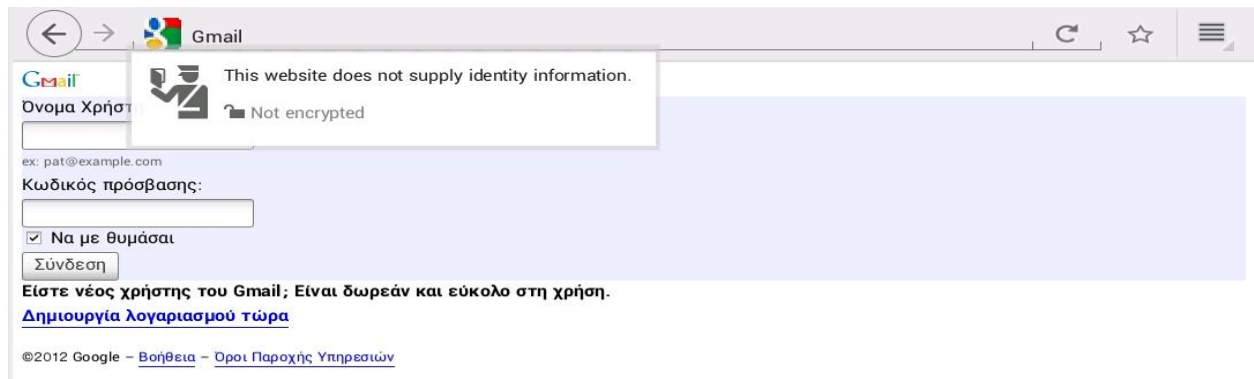 Gmail
This website does not supply identity information.
Not encrypted
Gmail
Όνομα Χρήστ
ex: pat@example.com
Κωδικός πρόσβασης:
Να με θυμάσαι
Σύνδεση
Είστε νέος χρήστης του Gmail; Είναι δωρεάν και εύκολο στη χρήση.
Δημιουργία λογαριασμού τώρα
©2012 Google – Βοήθεια – Όροι Παροχής Υπηρεσιών